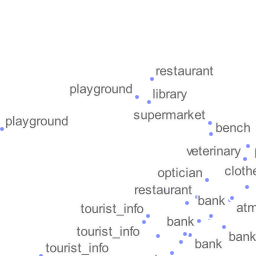 restaurant
playground
library
supermarket
playground
bench
veterinary
optician
clothe
restaurant
bank
atm
tourist_info
bank
tourist_info
bank
bank
tourist_info